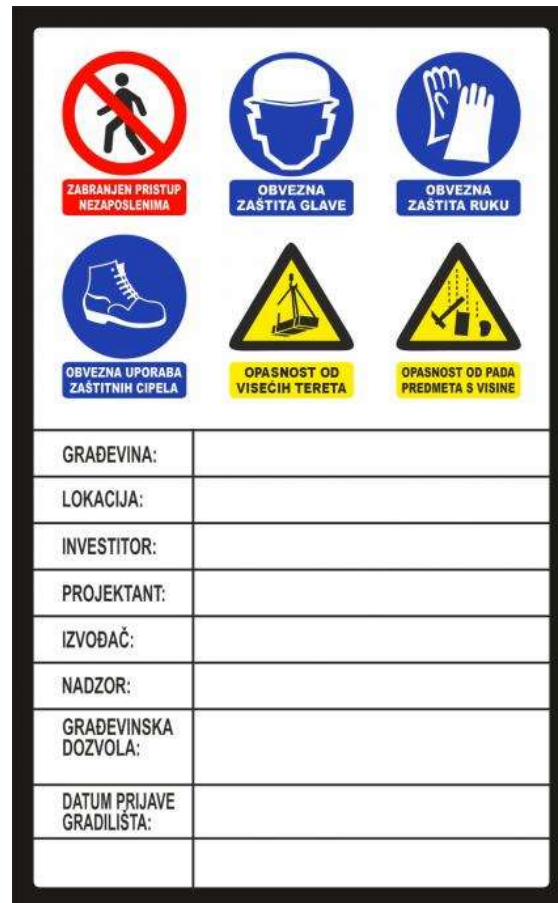 ZABRANJEN PRISTUP
NEZAPOSLENIMA
OBVEZNA
ZAŠTITA GLAVE
OBVEZNA
ZAŠTITA RUKU
OBVEZNA UPORABA
ZAŠTITNIH CIPELA
OPASNOST OD
VISEĆIH TERETA
OPASNOST OD PADA
PREDMETA S VISINE
GRAĐEVINA:
LOKACIJA:
INVESTITOR:
PROJEKTANT:
IZVOĐAČ:
NADZOR:
GRAĐEVINSKA
DOZVOLA:
DATUM PRIJAVE
GRADILIŠTA: